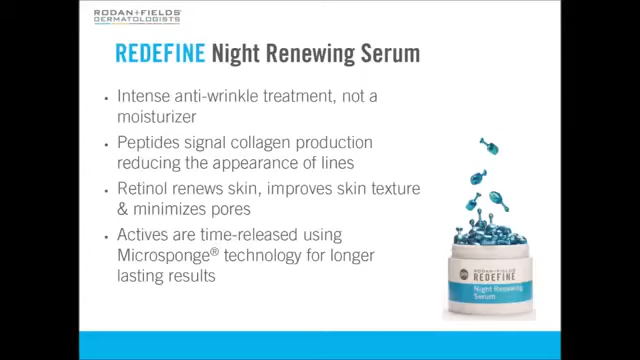 RODAN+FIELDS®
DERMATOLOGISTS
REDEFINE Night Renewing Serum
• Intense anti-wrinkle treatment, not a
moisturizer
• Peptides signal collagen production
reducing the appearance of lines
• Retinol renews skin, improves skin texture
& minimizes pores
• Actives are time-released using
Microsponge® technology for longer
lasting results
RODAN+FIELDS
REDEFINE
Night Renewing
Serum